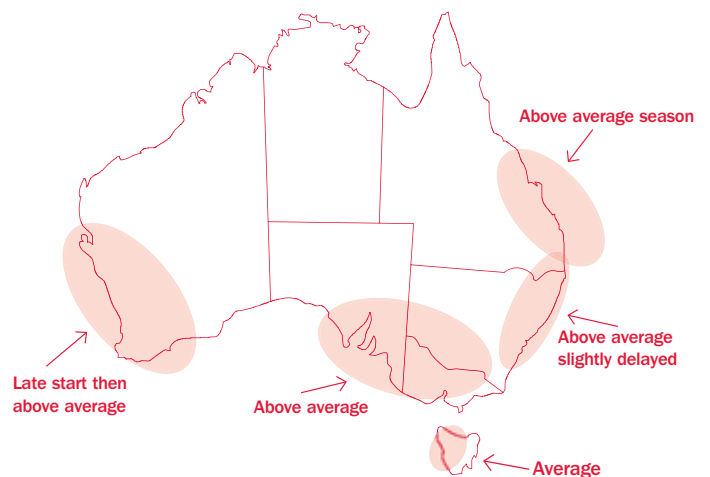 Above average season
Above average
slightly delayed
Late start then
above average
Above average
Average